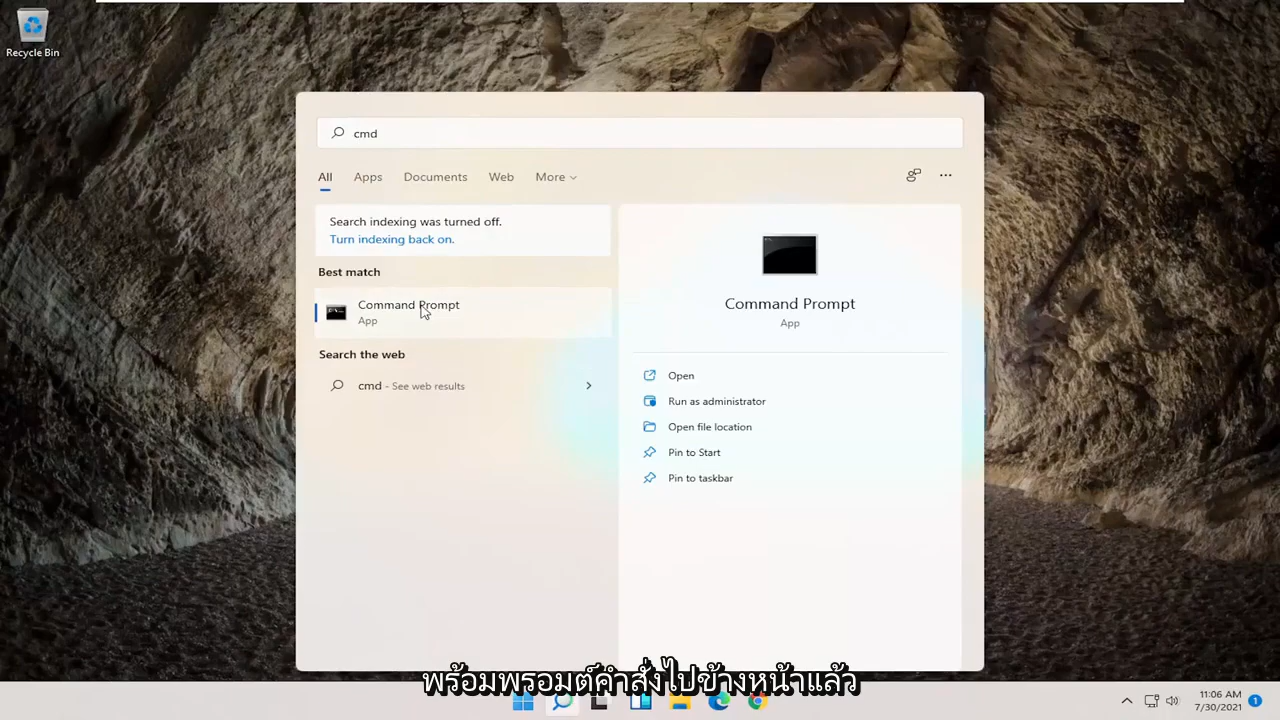 Recycle Bin
cmd
All Apps Documents Web More
Search indexing was turned off.
Turn indexing back on.
Best match
Command Prompt
App
Search the web
cmd - See web results
Command Prompt
App
Open
Run as administrator
Open file location
Pin to Start
Pin to taskbar
พร้อมพรอมต์คำสั่งไปข้างหน้าแล้ว
11:06 AM
7/30/2021
1